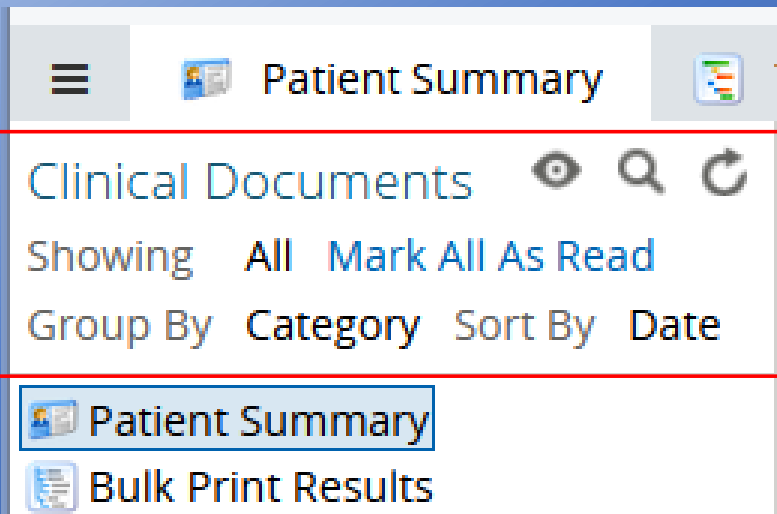 Patient Summary
Clinical Documents
Showing All Mark All As Read
Group By Category Sort By Date
Patient Summary
Bulk Print Results